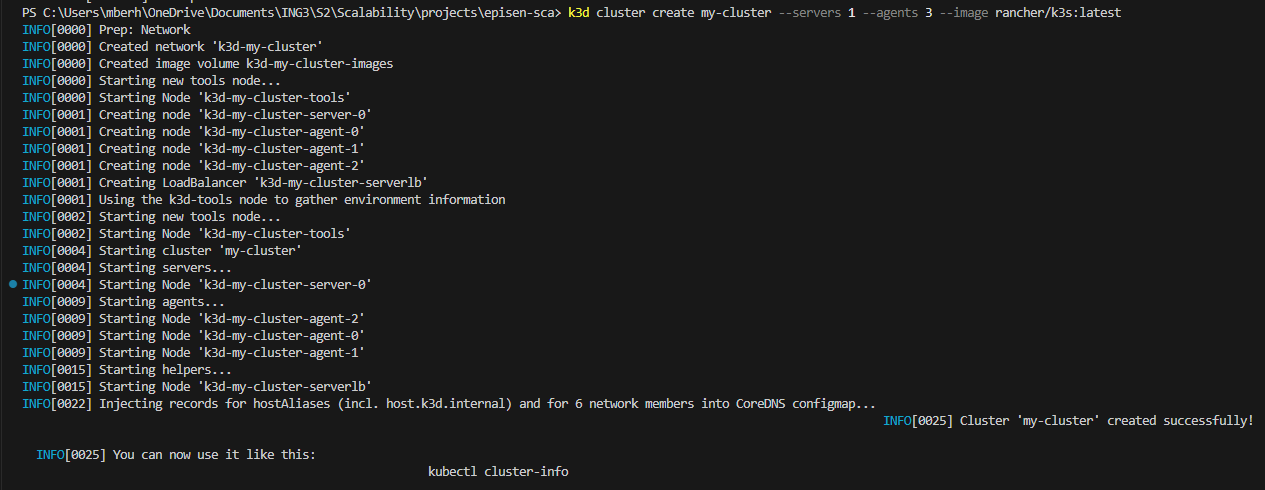 PS C:\Users\mberh\OneDrive\Documents\ING3\S2\Scalability\projects\episen-sca> k3d cluster create my-cluster --servers 1 --agents 3 --image rancher/k3s:latest
INFO[0000] Prep: Network
INFO[0000] Created network 'k3d-my-cluster'
INFO[0000] Created image volume k3d-my-cluster-images
INFO[0000] Starting new tools node...
INFO[0000] Starting Node 'k3d-my-cluster-tools'
INFO[0001] Creating node 'k3d-my-cluster-server-0'
INFO[0001] Creating node 'k3d-my-cluster-agent-0'
INFO[0001] Creating node 'k3d-my-cluster-agent-1'
INFO[0001] Creating node 'k3d-my-cluster-agent-2'
INFO[0001] Creating LoadBalancer 'k3d-my-cluster-serverlb'
INFO[0001] Using the k3d-tools node to gather environment information
INFO[0002] Starting new tools node...
INFO[0002] Starting Node 'k3d-my-cluster-tools'
INFO[0004] Starting cluster 'my-cluster'
INFO[0004] Starting servers...
INFO[0004] Starting Node 'k3d-my-cluster-server-0'
INFO[0009] Starting agents...
INFO[0009] Starting Node 'k3d-my-cluster-agent-2'
INFO[0009] Starting Node 'k3d-my-cluster-agent-0'
INFO[0009] Starting Node 'k3d-my-cluster-agent-1'
INFO[0015] Starting helpers...
INFO[0015] Starting Node 'k3d-my-cluster-serverlb'
INFO[0022] Injecting records for hostAliases (incl. host.k3d.internal) and for 6 network members into CoreDNS configmap...
INFO[0025] Cluster 'my-cluster' created successfully!
INFO[0025] You can now use it like this:
kubectl cluster-info